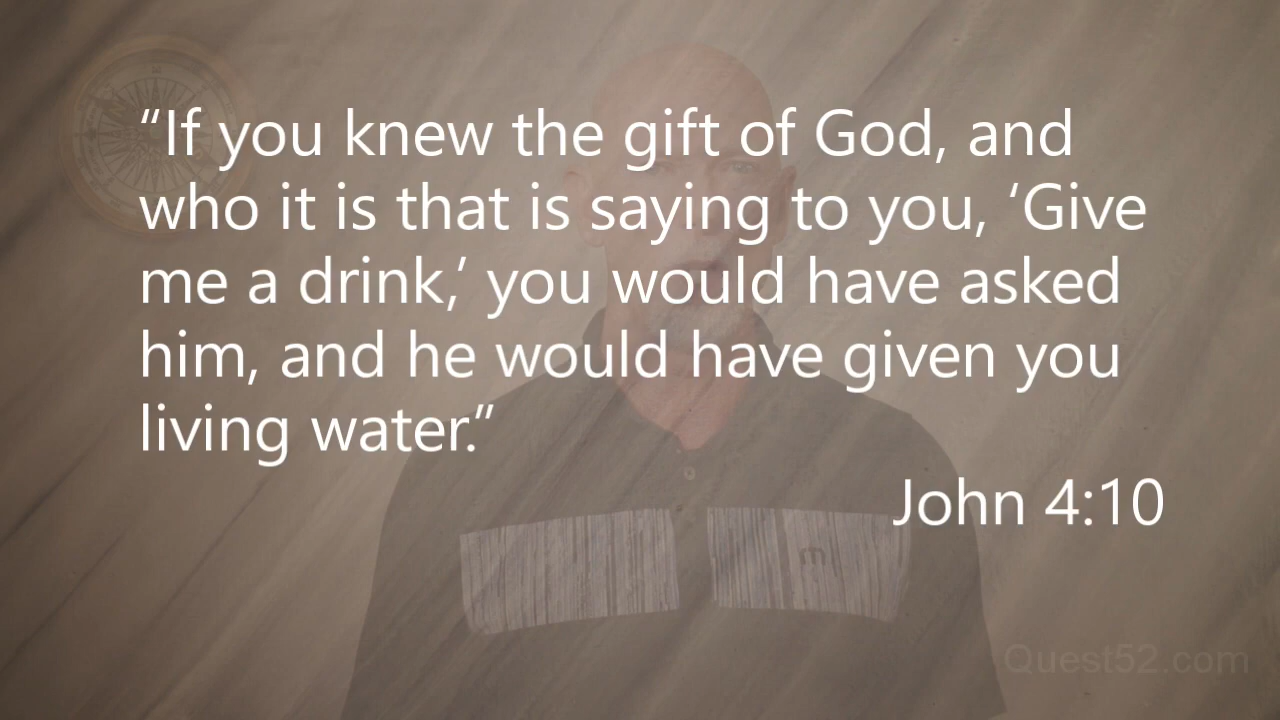 “If you knew the gift of God, and
who it is that is saying to you, ‘Give
me a drink,’ you would have asked
him, and he would have given you
living water.”
John 4:10
m
Quest52.com